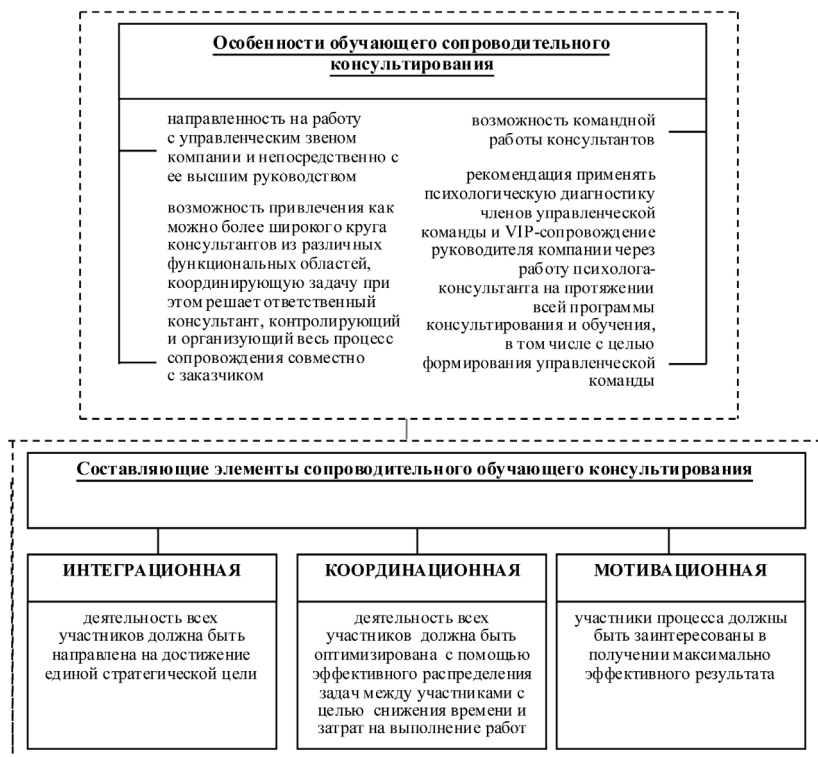 Особенности обучающего сопроводительного
консультирования
направленность на работу
с управленческим звеном
компании и непосредственно с
ее высшим руководством
возможность привлечения как
можно более широкого круга
консультантов из различных
функциональных областей,
координирующую задачу при
этом решает ответственный
консультант, контролирующий
и организующий весь процесс
сопровождения совместно
с заказчиком
возможность командной
работы консультантов
рекомендация применять
психологическую диагностику
членов управленческой
команды и VIP-сопровождение
руководителя компании через
работу психолога-
консультанта на протяжении
всей программы
консультирования и обучения,
в том числе с целью
формирования управленческой
команды
Составляющие элементы сопроводительного обучающего консультирования
ИНТЕГРАЦИОННАЯ
деятельность всех
участников должна быть
направлена на достижение
единой стратегической цели
КООРДИНАЦИОННАЯ
деятельность всех
участников должна быть
оптимизирована с помощью
эффективного распределения
задач между участниками с
целью снижения времени и
затрат на выполнение работ
МОТИВАЦИОННАЯ
участники процесса должны
быть заинтересованы в
получении максимально
эффективного результата